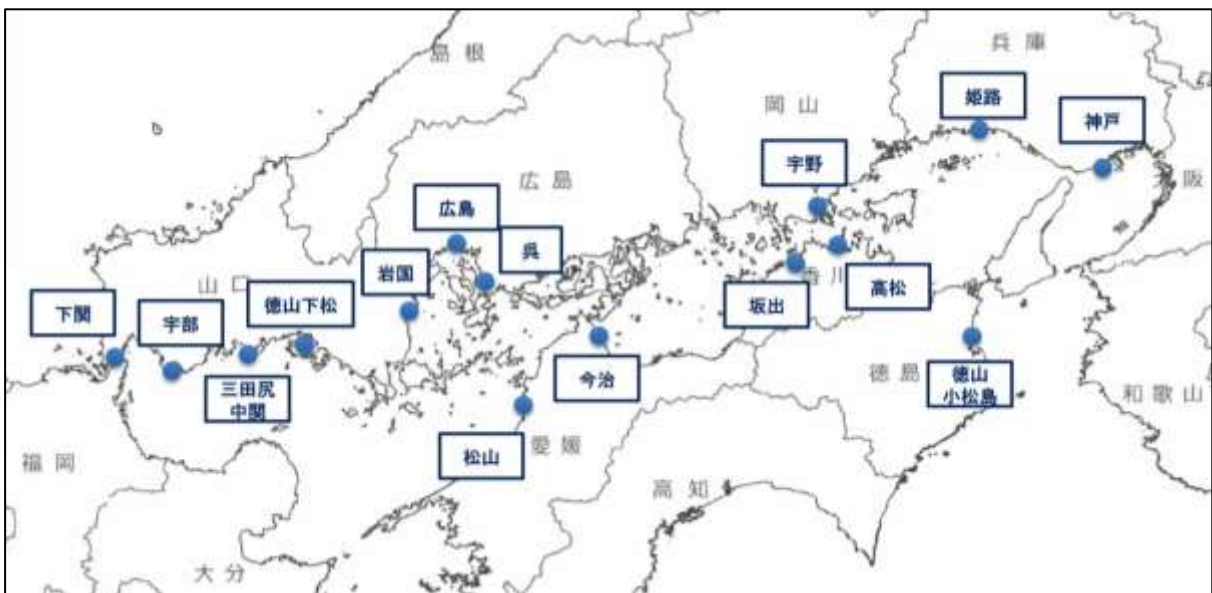 島根
兵庫
岡山
姫路
神戸
宇野
広島
大阪
広島
呉
岩国
山口
徳山下松
香川
高松
坂出
下関
宇部
三田尻
中関
今治
徳島
徳山
小松島
和歌山
松山
愛媛
福岡
高知
大分